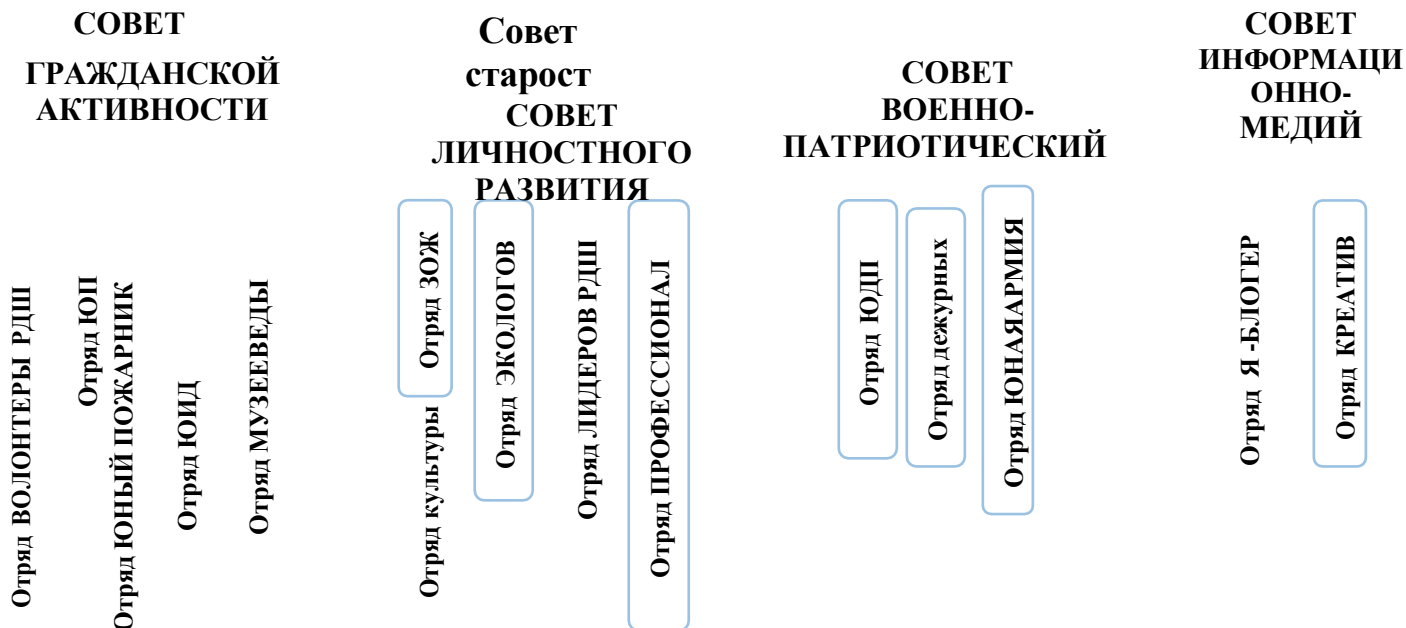 СОВЕТ
ГРАЖДАНСКОЙ
АКТИВНОСТИ
Совет
старост
СОВЕТ
ЛИЧНОСТНОГО
РАЗВИТИЯ
СОВЕТ
ВОЕННО-
ПАТРИОТИЧЕСКИЙ
СОВЕТ
ИНФОРМАЦИ
ОННО-
МЕДИЙ
Отряд ВОЛОНТЕРЫ РДШ
Отряд ЮП
Отряд ЮНЫЙ ПОЖАРНИК
Отряд ЮИД
Отряд МУЗЕЕВЕДЫ
Отряд ЗОЖ
Отряд культуры
Отряд ЭКОЛОГОВ
Отряд ЛИДЕРОВ РДШ
Отряд ПРОФЕССИОНАЛ
Отряд ЮДП
Отряд дежурных
Отряд ЮНАЯАРМИЯ
Отряд Я -БЛОГЕР
Отряд КРЕАТИВ